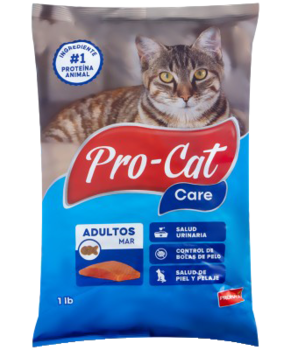 INGREDIENTE
#1
PROTEÍNA
ANIMAL
Pro-Cat
Care
ADULTOS
MAR
SALUD
URINARIA
CONTROL DE
BOLAS DE PELO
SALUD DE
PIEL Y PELAJE
1 lb